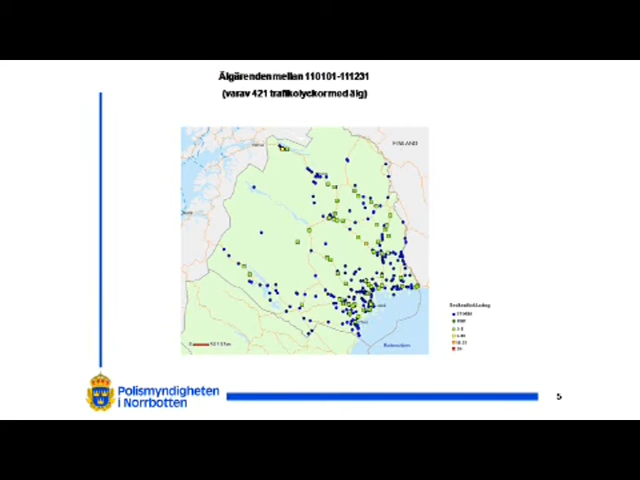 Älgärenden mellan 110101-111231
(varav 421 trafikolyckor med älg)
FINLAND
Polismyndigheten
i Norrbotten
5